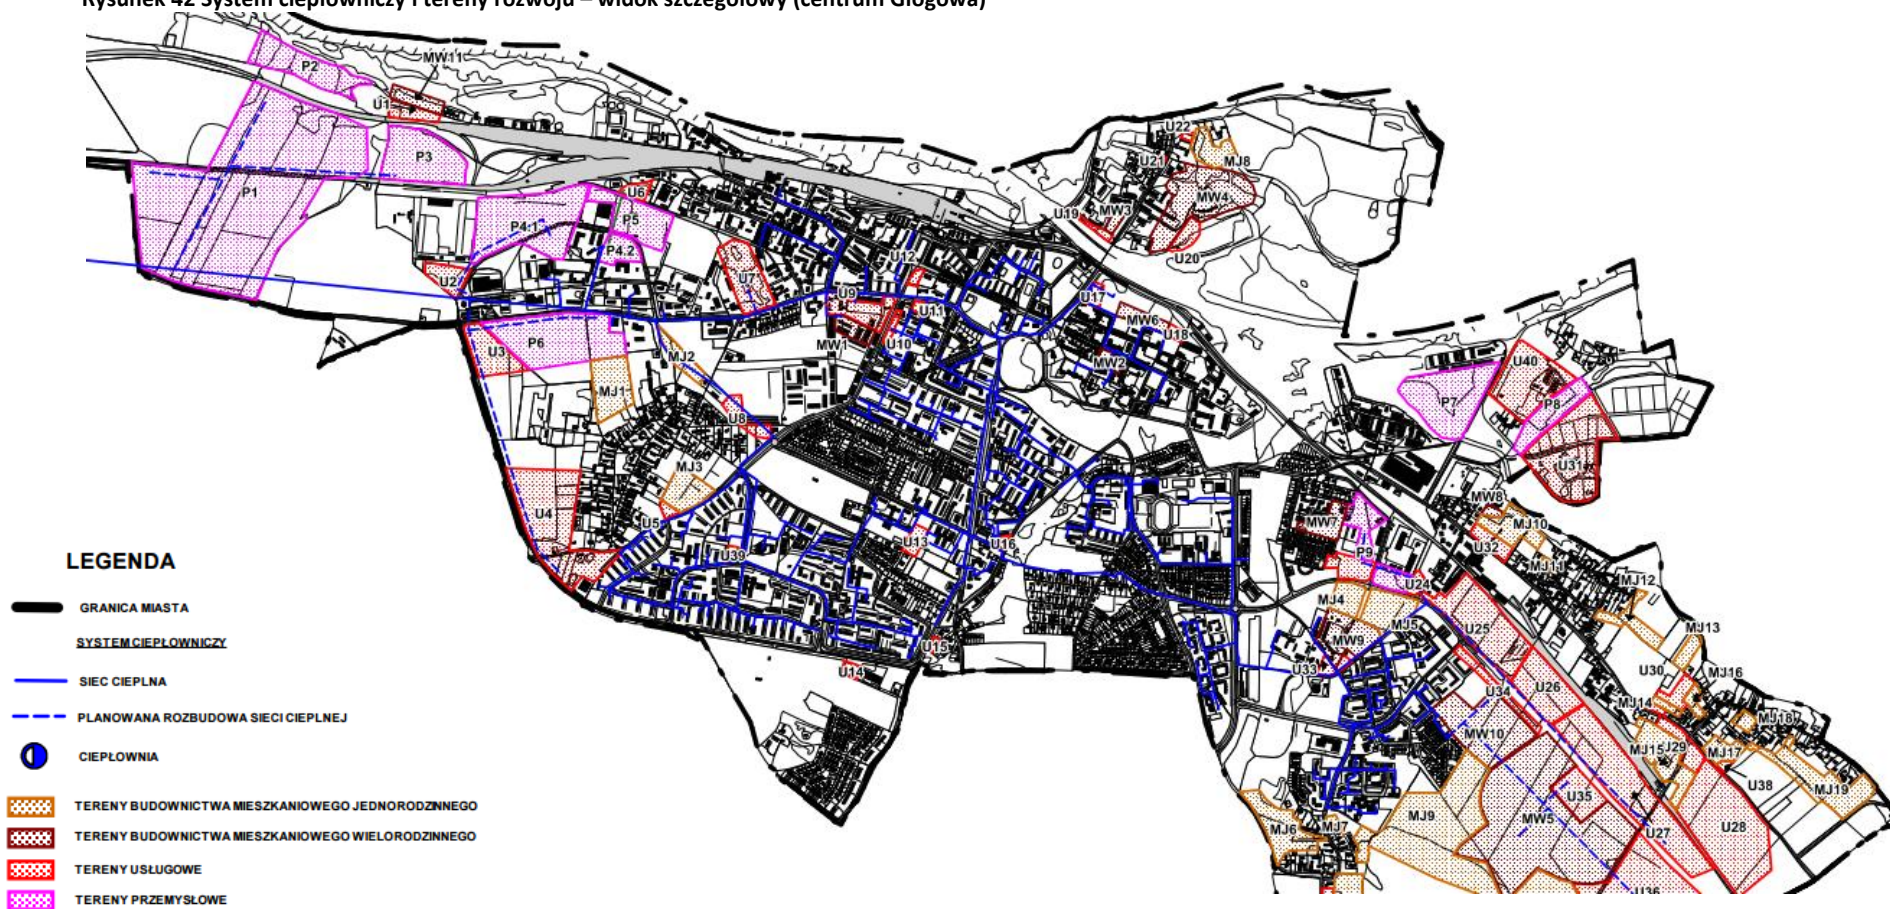 Rysunek 42 System ciepłowniczy i tereny rozwoju – widok szczegółowy (centrum Głogowa)
P2
MW11
U1
P3
P1
U22
U21
MJ8
MW4
MW3
U19
U20
U6
P5
P4.1
P4.2
U2
U7
U12
U9
U11
U10
MW1
U17
MW6
U18
MW2
U3
P6
MJ2
MJ1
U8
MJ3
U4
U5
U39
U13
U16
U15
U14
U40
P7
P8
U31
MW8
MJ10
MW7
P9
U32
MJ11
U24
MJ12
MJ4
MJ5
U25
MW9
U33
MJ13
U30
MJ16
U34
U26
MJ14
MJ18
MW10
MJ15
J29
MJ17
U38
MJ19
U35
MW5
MJ9
MJ6
MJ7
U27
U28
U36
LEGENDA
GRANICA MIASTA
SYSTEM CIEPŁOWNICZY
SIEC CIEPLNA
PLANOWANA ROZBUDOWA SIECI CIEPLNEJ
CIEPŁOWNIA
TERENY BUDOWNICTWA MIESZKANIOWEGO JEDNORODZINNEGO
TERENY BUDOWNICTWA MIESZKANIOWEGO WIELORODZINNEGO
TERENY USŁUGOWE
TERENY PRZEMYSŁOWE